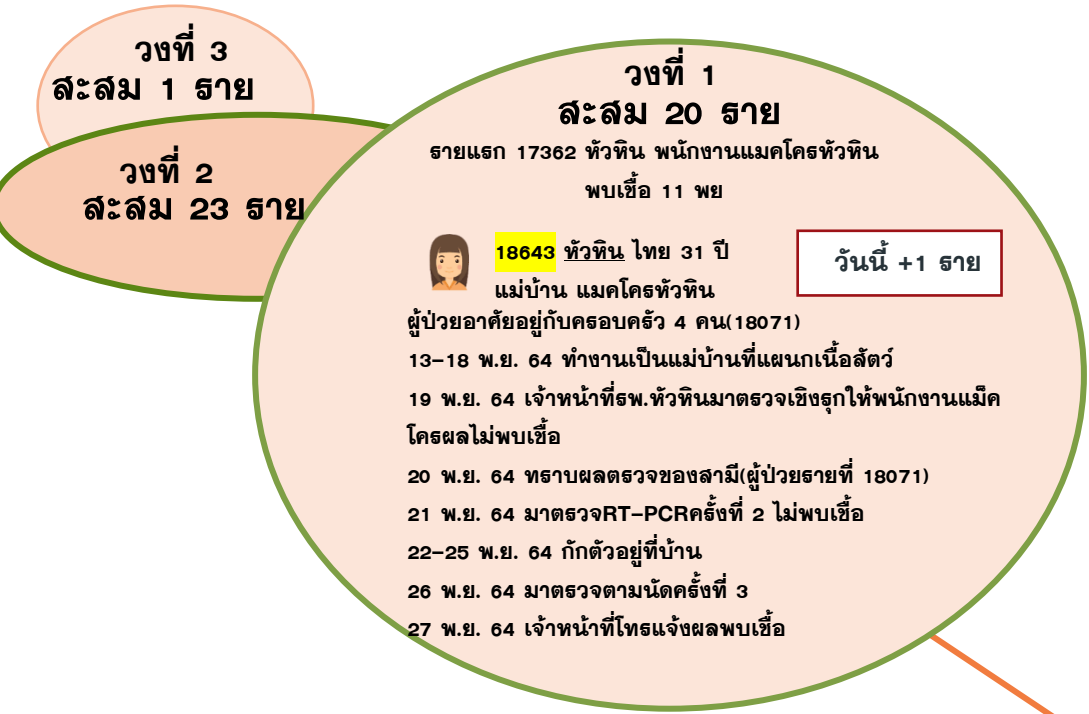 วงที่ 3
สะสม 1 ราย
วงที่ 2
สะสม 23 ราย
วงที่ 1
สะสม 20 ราย
รายแรก 17362 หัวหิน พนักงานแมคโครหัวหิน
พบเชื้อ 11 พย
18643 หัวหิน ไทย 31 ปี
แม่บ้าน แมคโครหัวหิน
วันนี้ +1 ราย
ผู้ป่วยอาศัยอยู่กับครอบครัว 4 คน(18071)
13-18 พ.ย. 64 ทำงานเป็นแม่บ้านที่แผนกเนื้อสัตว์
19 พ.ย. 64 เจ้าหน้าที่รพ.หัวหินมาตรวจเชิงรุกให้พนักงานแม็ค
โครผลไม่พบเชื้อ
20 พ.ย. 64 ทราบผลตรวจของสามี(ผู้ป่วยรายที่ 18071)
21 พ.ย. 64 มาตรวจRT-PCRครั้งที่ 2 ไม่พบเชื้อ
22-25 พ.ย. 64 กักตัวอยู่ที่บ้าน
26 พ.ย. 64 มาตรวจตามนัดครั้งที่ 3
27 พ.ย. 64 เจ้าหน้าที่โทรแจ้งผลพบเชื้อ